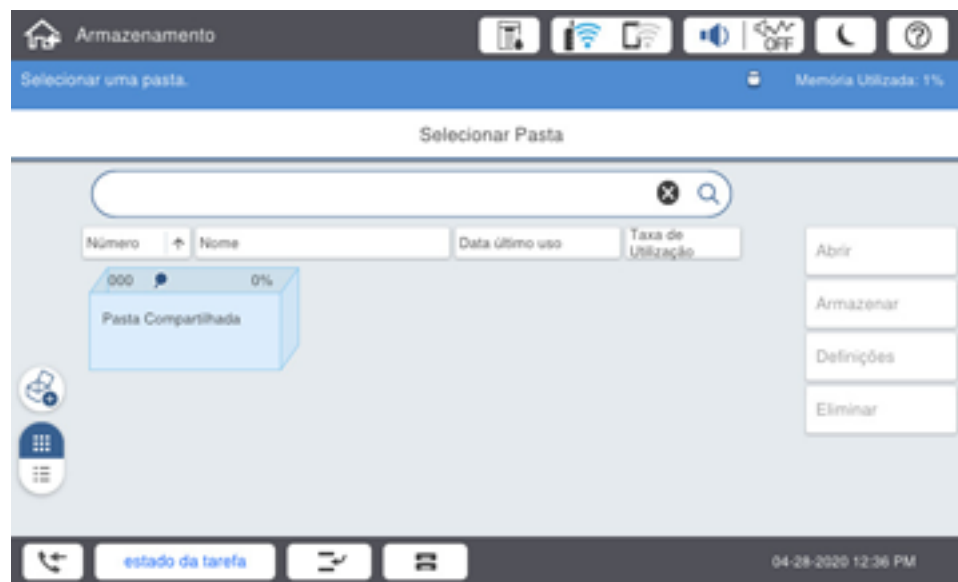 Armazenamento
OFF
Selecionar uma pasta.
Memória Utilizada: 1%
Selecionar Pasta
Número
Nome
Data último uso
Taxa de
Utilização
000
0%
Pasta Compartilhada
Abrir
Armazenar
Definições
Eliminar
estado da tarefa
04-28-2020 12:36 PM